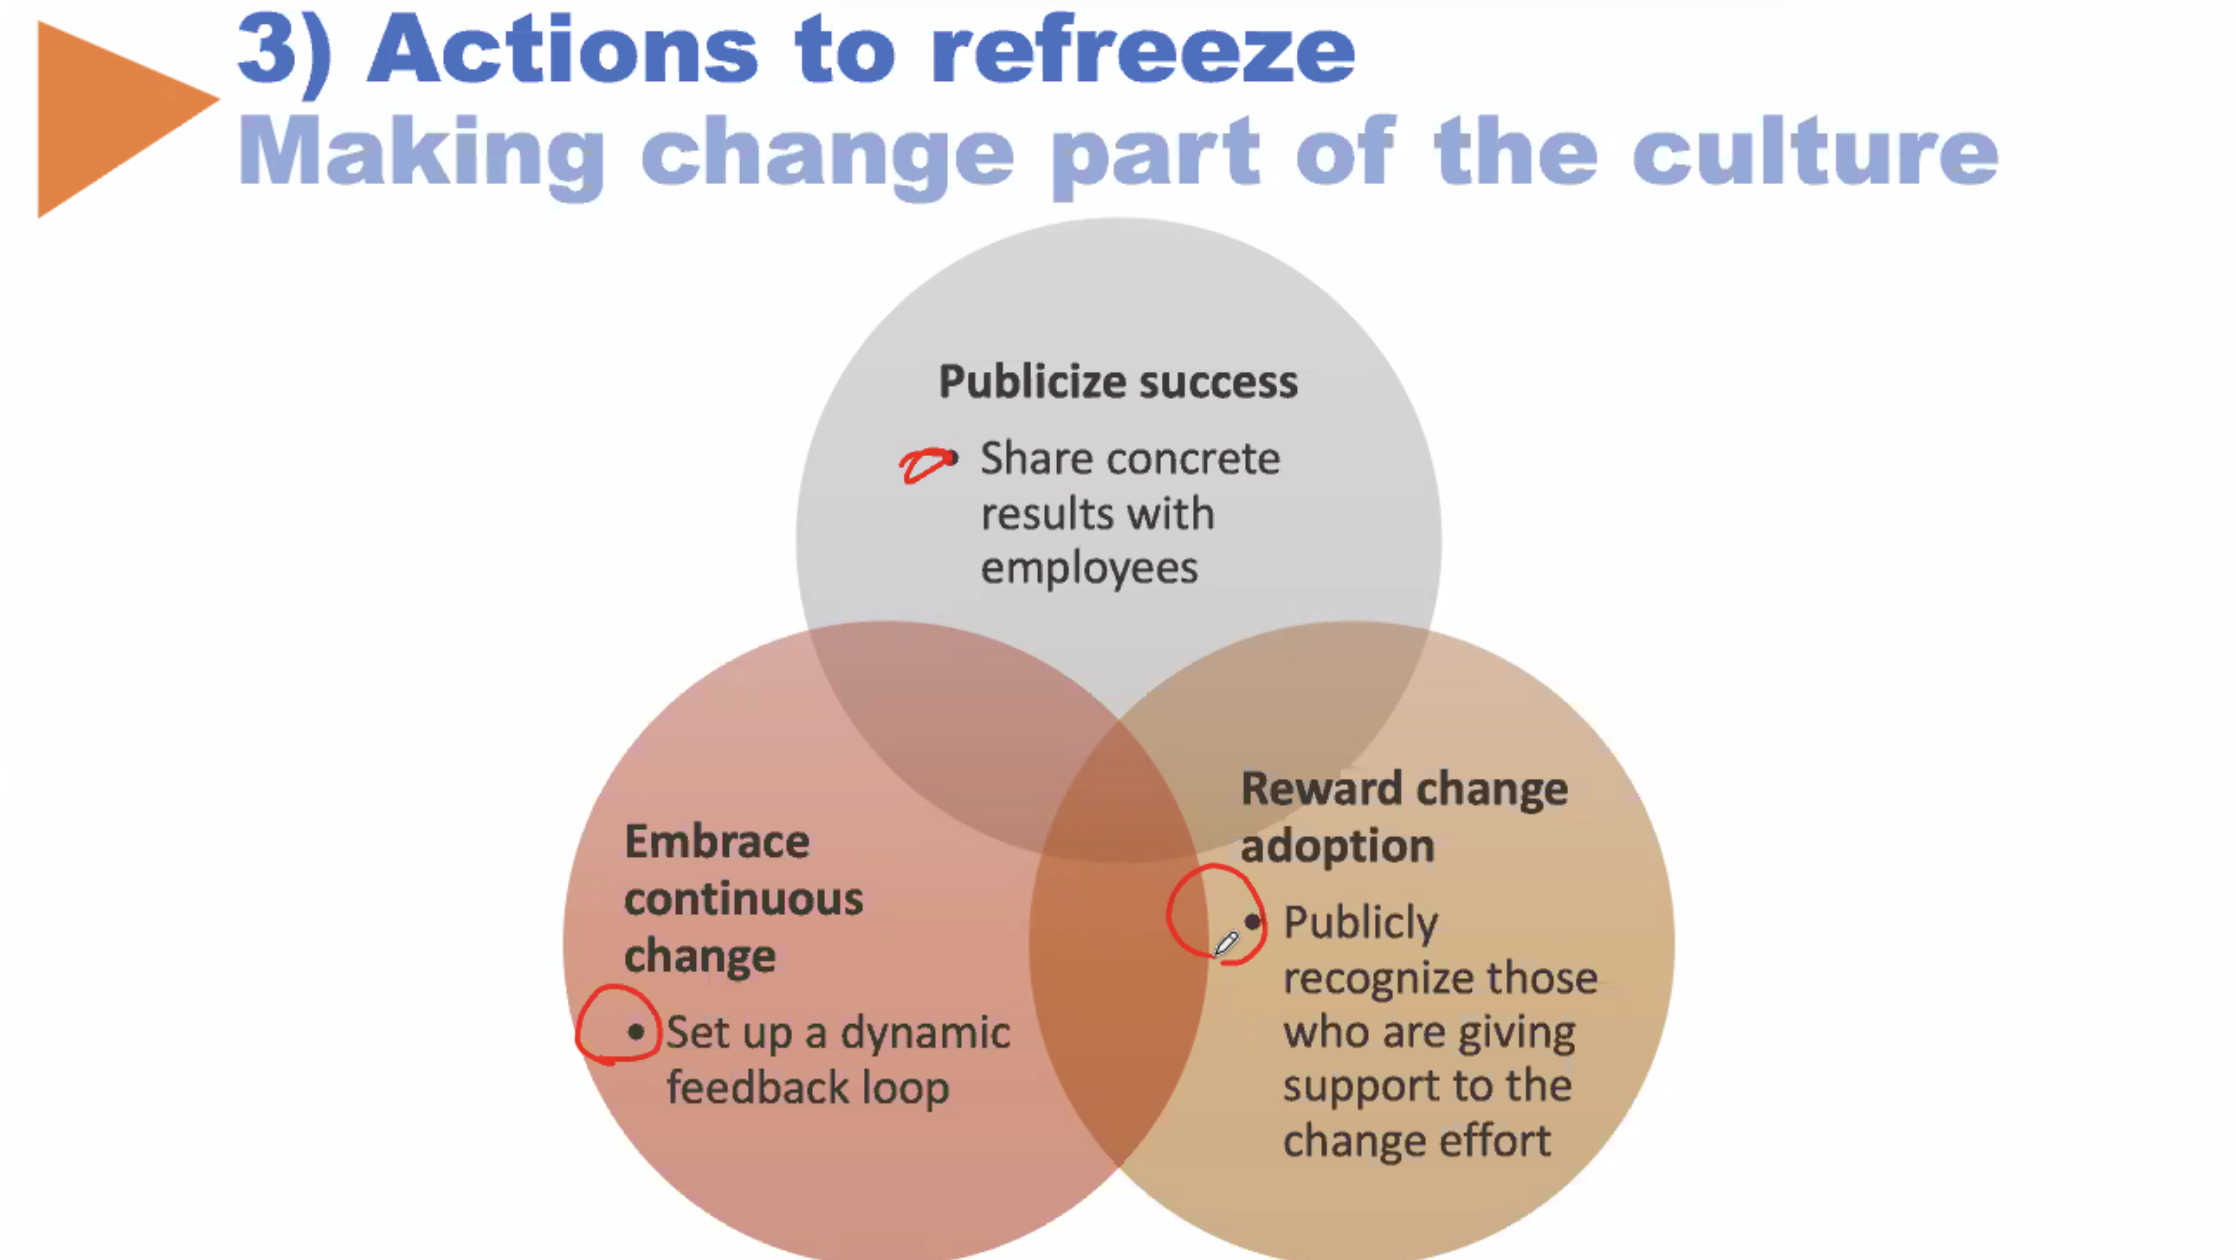 3) Actions to refreeze
Making change part of the culture
Publicize success
• Share concrete
results with
employees
Embrace
continuous
change
• Set up a dynamic
feedback loop
Reward change
adoption
• Publicly
recognize those
who are giving
support to the
change effort